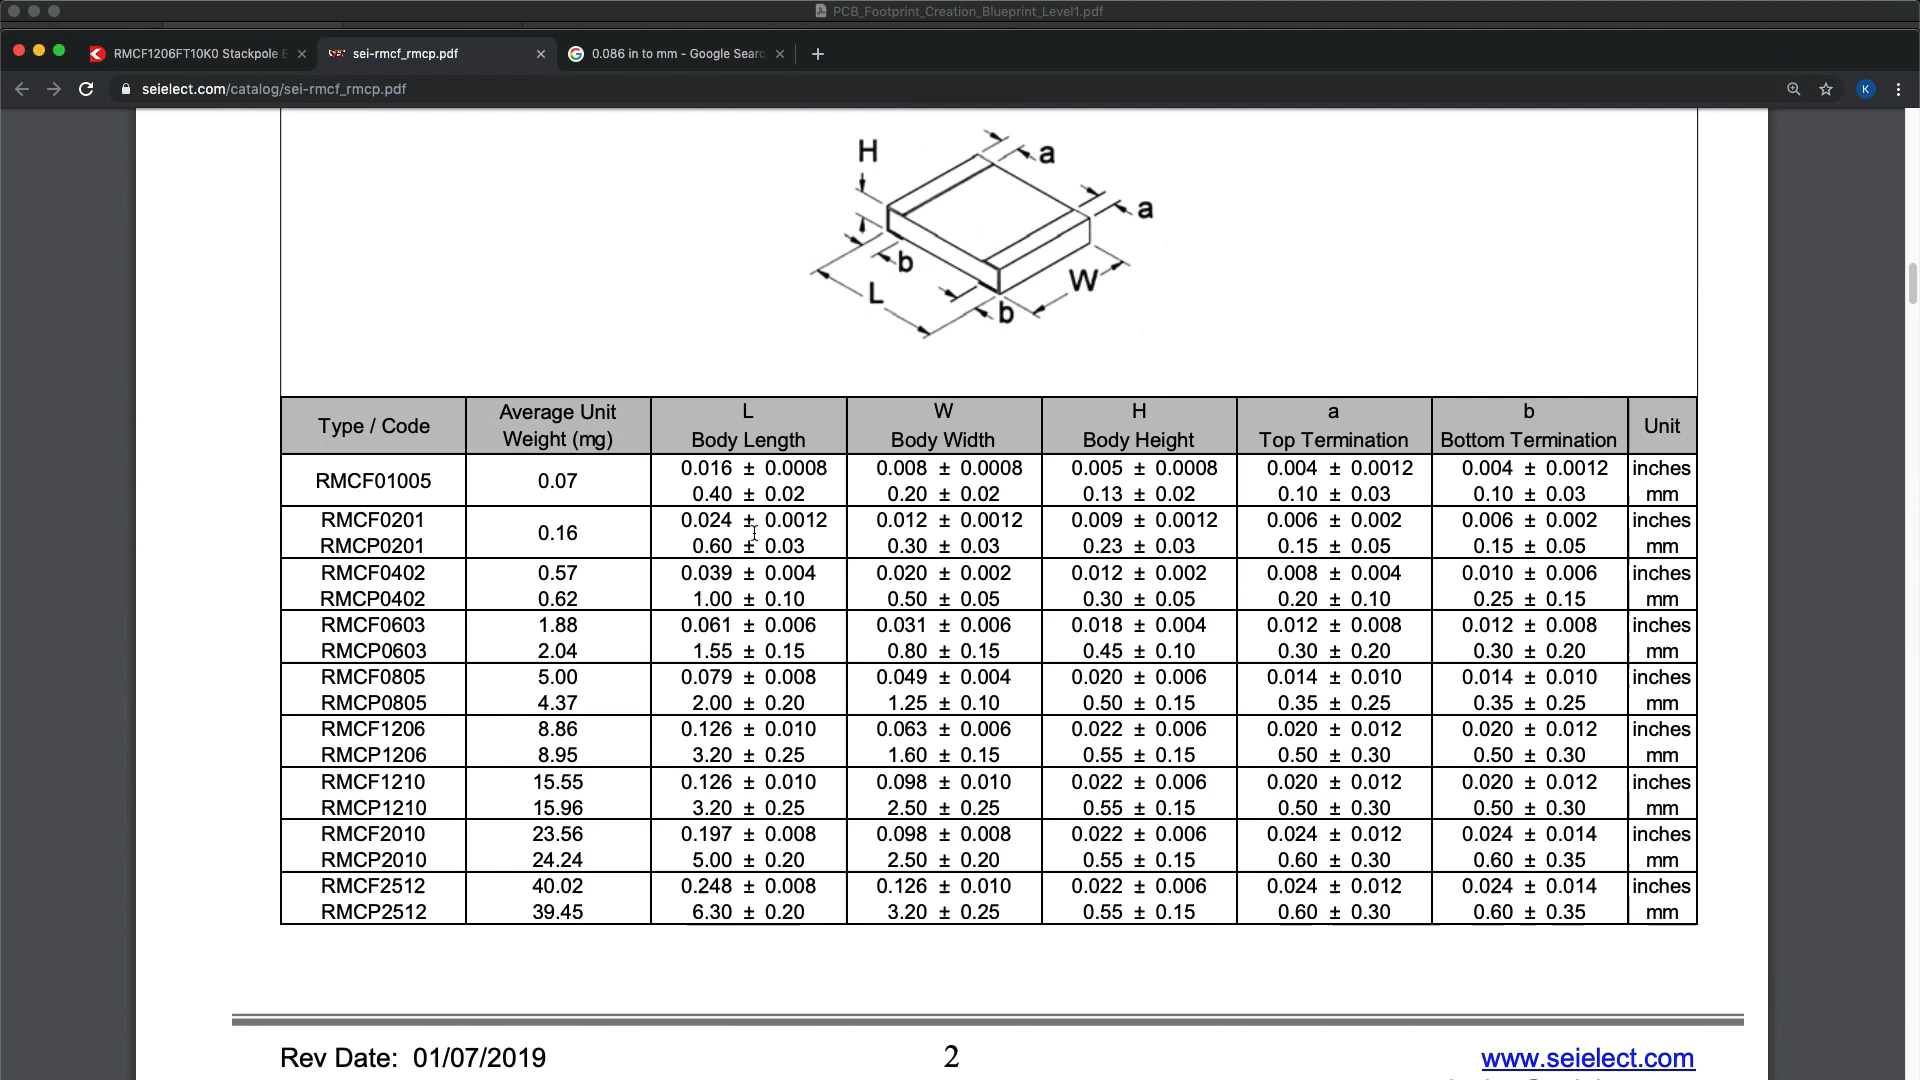 PCB_Footprint_Creation_Blueprint_Level1.pdf
RMCF1206FT10K0 Stackpole E
sei-rmcf_rmcp.pdf
0.086 in to mm - Google Searc
seielect.com/catalog/sei-rmcf_rmcp.pdf
K
H
a
a
b
L
W
b
Type / Code Average Unit Weight (mg) L Body Length W Body Width H Body Height a Top Termination b Bottom Termination Unit
RMCF01005 0.07 0.016 ± 0.0008 0.008 ± 0.0008 0.005 ± 0.0008 0.004 ± 0.0012 0.004 ± 0.0012 inches
0.40 ± 0.02 0.20 ± 0.02 0.13 ± 0.02 0.10 ± 0.03 0.10 ± 0.03 mm
RMCF0201 0.16 0.024 ± 0.0012 0.012 ± 0.0012 0.009 ± 0.0012 0.006 ± 0.002 0.006 ± 0.002 inches
RMCP0201 0.60 ± 0.03 0.30 ± 0.03 0.23 ± 0.03 0.15 ± 0.05 0.15 ± 0.05 mm
RMCF0402 0.57 0.039 ± 0.004 0.020 ± 0.002 0.012 ± 0.002 0.008 ± 0.004 0.010 ± 0.006 inches
RMCP0402 0.62 1.00 ± 0.10 0.50 ± 0.05 0.30 ± 0.05 0.20 ± 0.10 0.25 ± 0.15 mm
RMCF0603 1.88 0.061 ± 0.006 0.031 ± 0.006 0.018 ± 0.004 0.012 ± 0.008 0.012 ± 0.008 inches
RMCP0603 2.04 1.55 ± 0.15 0.80 ± 0.15 0.45 ± 0.10 0.30 ± 0.20 0.30 ± 0.20 mm
RMCF0805 5.00 0.079 ± 0.008 0.049 ± 0.004 0.020 ± 0.006 0.014 ± 0.010 0.014 ± 0.010 inches
RMCP0805 4.37 2.00 ± 0.20 1.25 ± 0.10 0.50 ± 0.15 0.35 ± 0.25 0.35 ± 0.25 mm
RMCF1206 8.86 0.126 ± 0.010 0.063 ± 0.006 0.022 ± 0.006 0.020 ± 0.012 0.020 ± 0.012 inches
RMCP1206 8.95 3.20 ± 0.25 1.60 ± 0.15 0.55 ± 0.15 0.50 ± 0.30 0.50 ± 0.30 mm
RMCF1210 15.55 0.126 ± 0.010 0.098 ± 0.010 0.022 ± 0.006 0.020 ± 0.012 0.020 ± 0.012 inches
RMCP1210 15.96 3.20 ± 0.25 2.50 ± 0.25 0.55 ± 0.15 0.50 ± 0.30 0.50 ± 0.30 mm
RMCF2010 23.56 0.197 ± 0.008 0.098 ± 0.008 0.022 ± 0.006 0.024 ± 0.012 0.024 ± 0.014 inches
RMCP2010 24.24 5.00 ± 0.20 2.50 ± 0.20 0.55 ± 0.15 0.60 ± 0.30 0.60 ± 0.35 mm
RMCF2512 40.02 0.248 ± 0.008 0.126 ± 0.010 0.022 ± 0.006 0.024 ± 0.012 0.024 ± 0.014 inches
RMCP2512 39.45 6.30 ± 0.20 3.20 ± 0.25 0.55 ± 0.15 0.60 ± 0.30 0.60 ± 0.35 mm
Rev Date: 01/07/2019 2 www.seielect.com